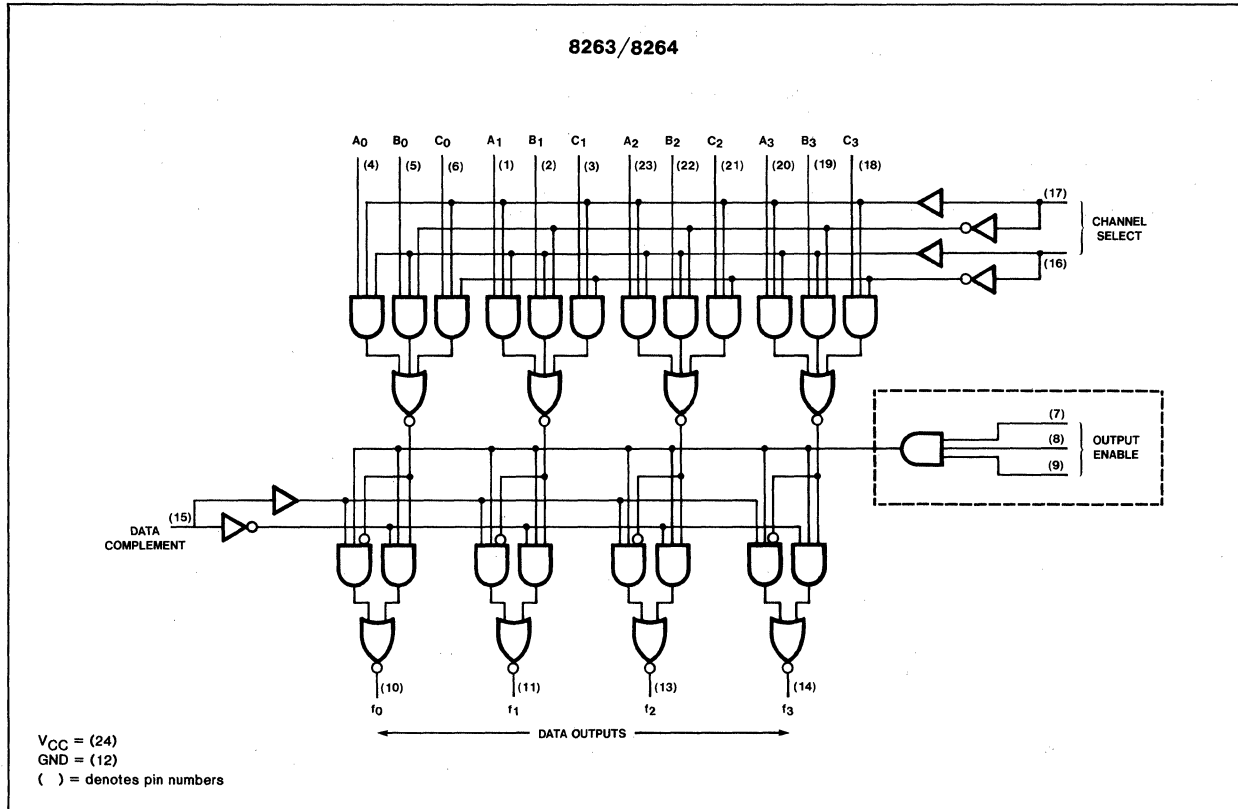 8263/8264
A0 B0 C0 A1 B1 C1 A2 B2 C2 A3 B3 C3
(4) (5) (6) (1) (2) (3) (23) (22) (21) (20) (19) (18)
(17)
CHANNEL
SELECT
(16)
(7)
(8)
(9)
OUTPUT
ENABLE
(15)
DATA
COMPLEMENT
(10) (11) (13) (14)
f0 f1 f2 f3
DATA OUTPUTS
VCC = (24)
GND = (12)
( ) = denotes pin numbers